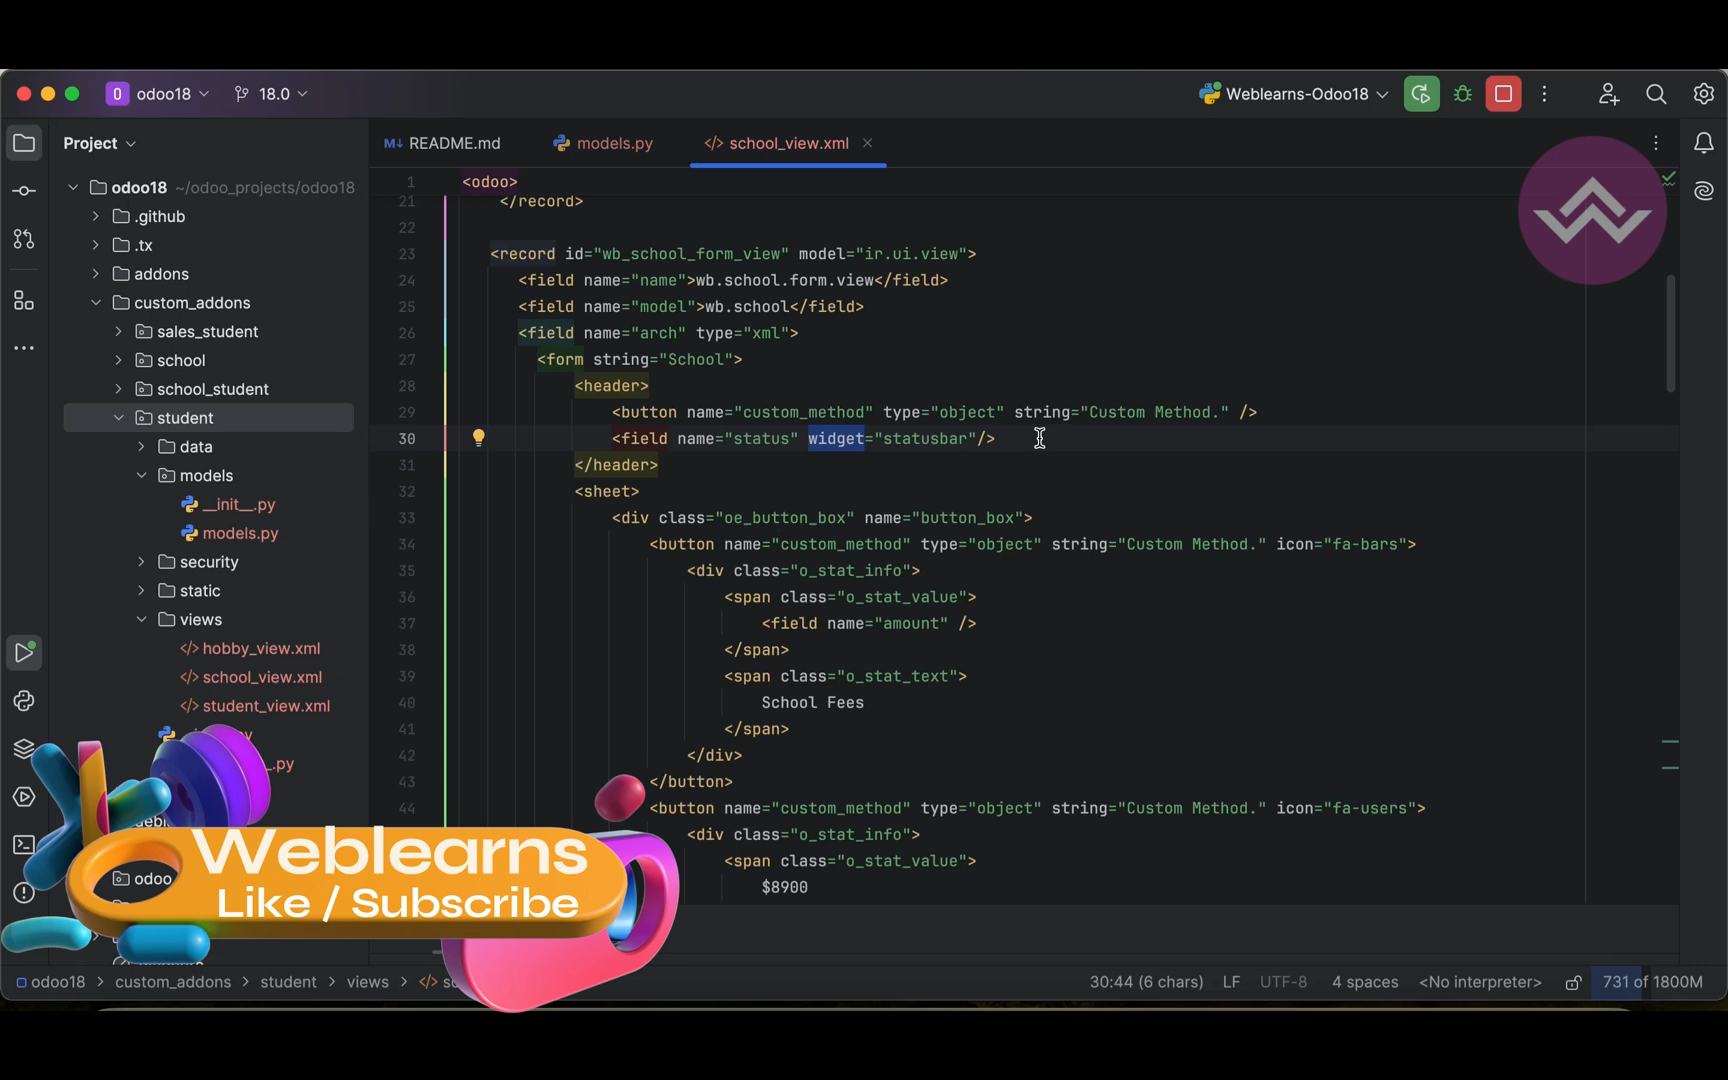 odoo18
18.0
Weblearns-Odoo18
Project
README.md
models.py
school_view.xml
odoo18 ~/odoo_projects/odoo18
.github
.tx
addons
custom_addons
sales_student
school
school_student
student
data
models
__init__.py
models.py
security
static
views
hobby_view.xml
school_view.xml
student_view.xml
.py
odoo
1 <odoo>
21 </record>
22
23 <record id="wb_school_form_view" model="ir.ui.view">
24 <field name="name">wb.school.form.view</field>
25 <field name="model">wb.school</field>
26 <field name="arch" type="xml">
27 <form string="School">
28 <header>
29 <button name="custom_method" type="object" string="Custom Method." />
30 <field name="status" widget="statusbar"/>
31 </header>
32 <sheet>
33 <div class="oe_button_box" name="button_box">
34 <button name="custom_method" type="object" string="Custom Method." icon="fa-bars">
35 <div class="o_stat_info">
36 <span class="o_stat_value">
37 <field name="amount" />
38 </span>
39 <span class="o_stat_text">
40 School Fees
41 </span>
42 </div>
43 </button>
44 <button name="custom_method" type="object" string="Custom Method." icon="fa-users">
<div class="o_stat_info">
<span class="o_stat_value">
$8900
Weblearns
Like / Subscribe
odoo18 > custom_addons > student > views >
30:44 (6 chars) LF UTF-8 4 spaces <No interpreter> 731 of 1800M